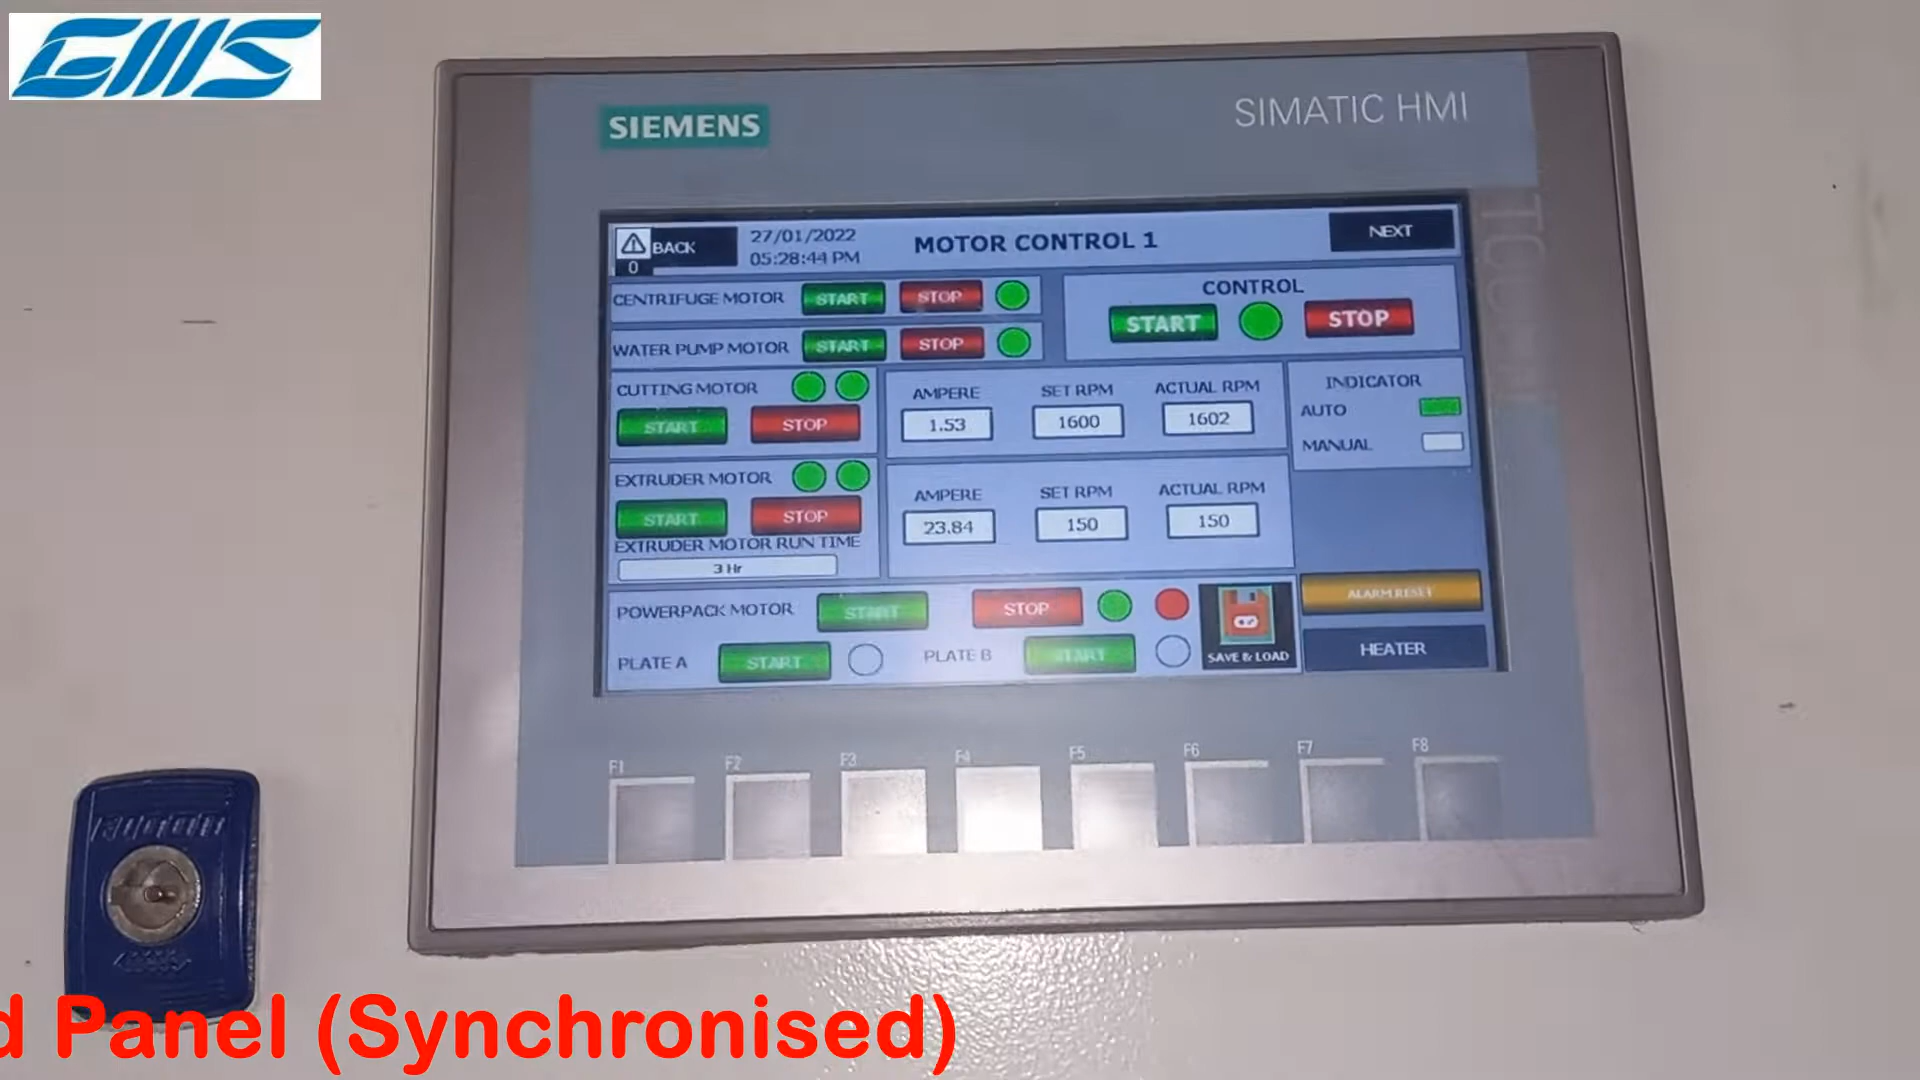 GMS
SIEMENS
SIMATIC HMI
TOUCH
BACK
0
27/01/2022
05:28:44 PM
MOTOR CONTROL 1
NEXT
CENTRIFUGE MOTOR START STOP
CONTROL
START STOP
WATER PUMP MOTOR START STOP
CUTTING MOTOR
START STOP
AMPERE SET RPM ACTUAL RPM
1.53 1600 1602
INDICATOR
AUTO
MANUAL
EXTRUDER MOTOR
START STOP
AMPERE SET RPM ACTUAL RPM
23.84 150 150
EXTRUDER MOTOR RUN TIME
3 Hr
POWERPACK MOTOR START STOP
PLATE A START PLATE B START
SAVE & LOAD
ALARM RESET
HEATER
F1 F2 F3 F4 F5 F6 F7 F8
d Panel (Synchronised)